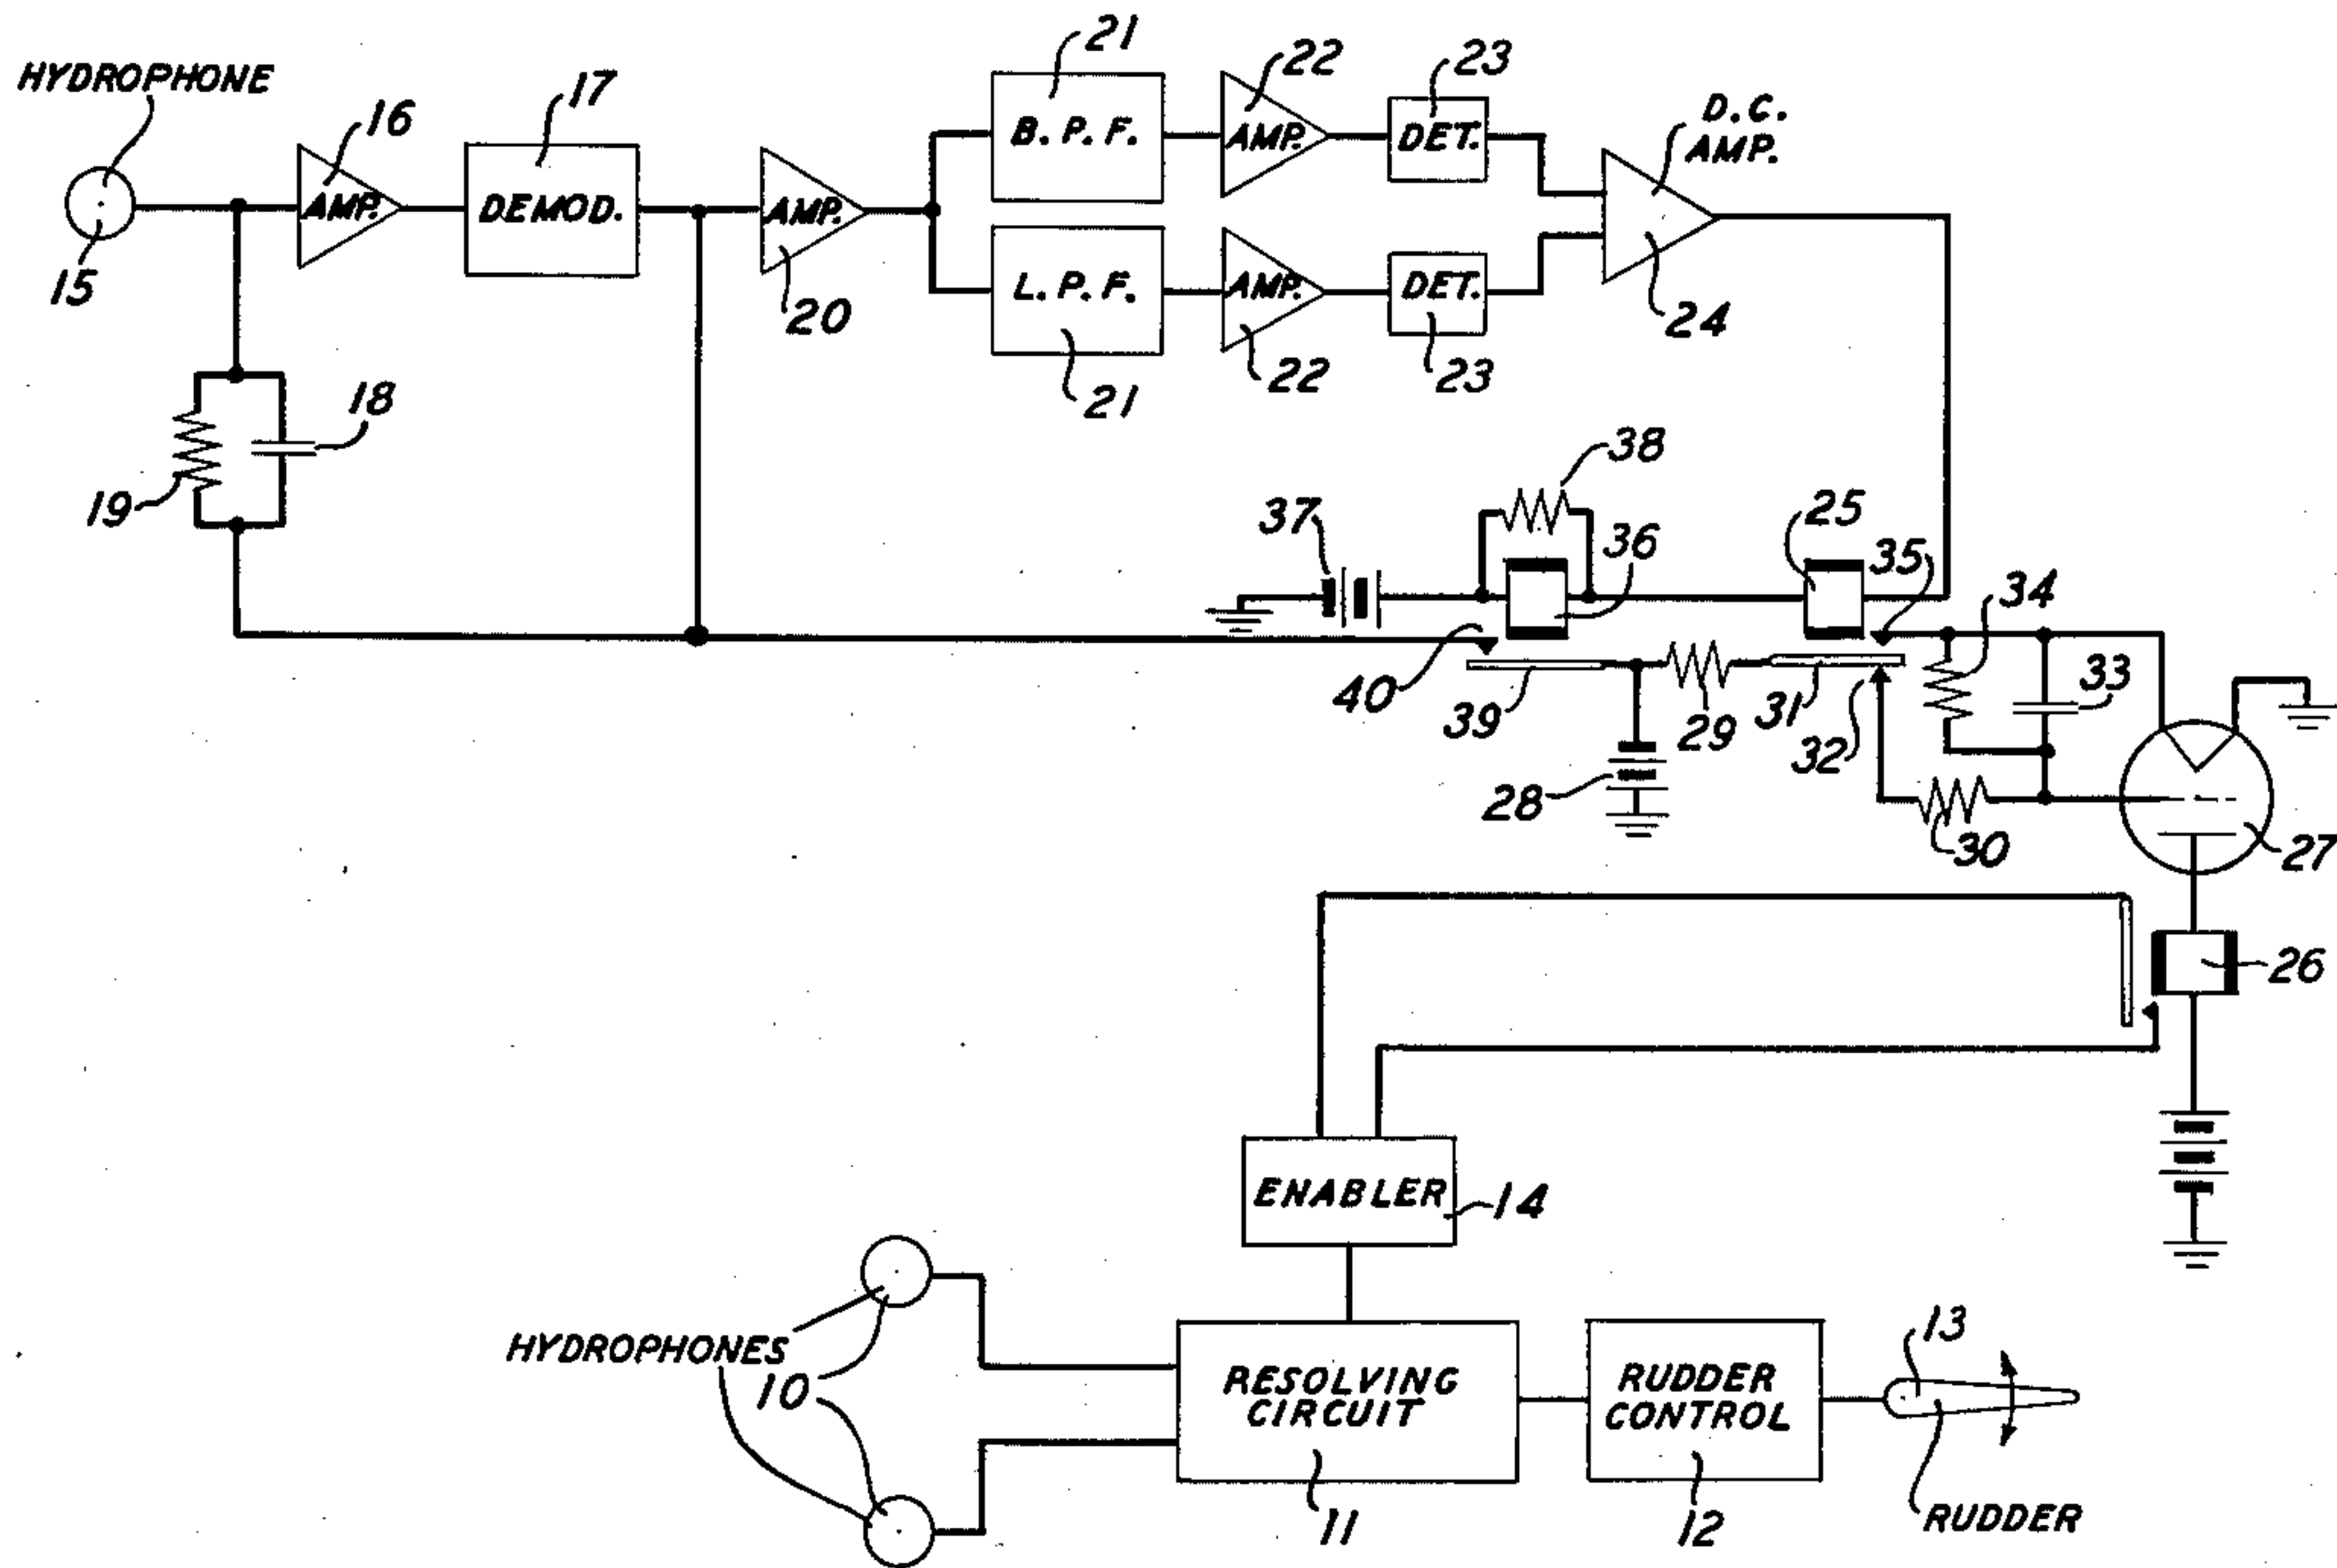 HYDROPHONE
15
16
AMP.
17
DEMOD.
18
19
AMP.
20
21
B. P. F.
L. P. F.
21
22
AMP.
AMP.
22
23
DET.
DET.
23
D.C.
AMP.
24
38
37
36
25
35
34
33
40
39
28
29
31
32
30
27
26
ENABLER
14
HYDROPHONES
10
RESOLVING
CIRCUIT
11
RUDDER
CONTROL
12
13
RUDDER